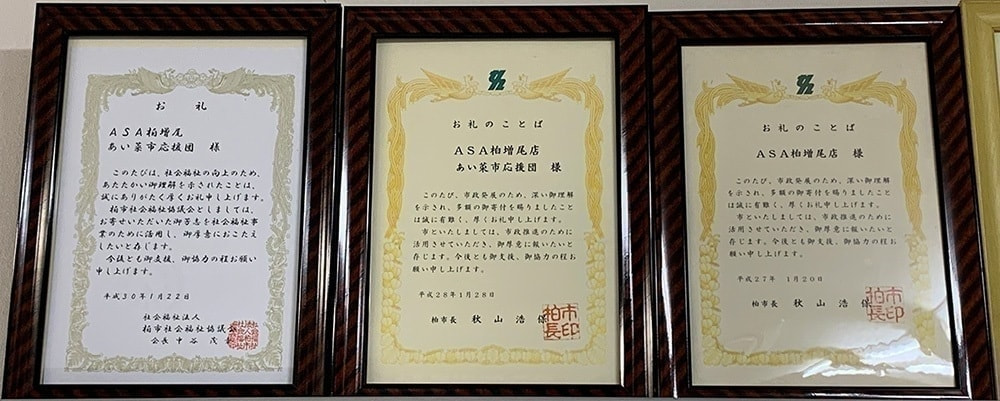 お礼
ASA柏増尾
あい菜市応援団 様
このたびは、社会福祉の向上のため、
あたたかい御理解を示されたことは、
誠にありがたく厚くお礼申し上げます。
柏市社会福祉協議会としましては、
お寄せいただいた御芳志を社会福祉事
業のために活用し、御厚意におこたえ
したいと存じます。
今後とも御支援、御協力の程お願い
申し上げます。
平成30年1月22日
社会福祉法人
柏市社会福祉協議会
会長 中谷 茂
お礼のことば
ASA柏増尾店
あい菜市応援団 様
このたび、市政発展のため、深い御理解
を示され、多額の御寄付を賜りましたこと
は誠に有難く、厚くお礼申し上げます。
市といたしましては、市政推進のために
活用させていただき、御厚意に報いたいと
存じます。今後とも御支援、御協力の程お
願い申し上げます。
平成28年1月28日
柏市長 秋山浩保
柏市長印
お礼のことば
ASA柏増尾店 様
このたび、市政発展のため、深い御理解
を示され、多額の御寄付を賜りましたこと
は誠に有難く、厚くお礼申し上げます。
市といたしましては、市政推進のために
活用させていただき、御厚意に報いたいと
存じます。今後とも御支援、御協力の程お
願い申し上げます。
平成27年 1月20日
柏市長 秋山浩保
柏市長印